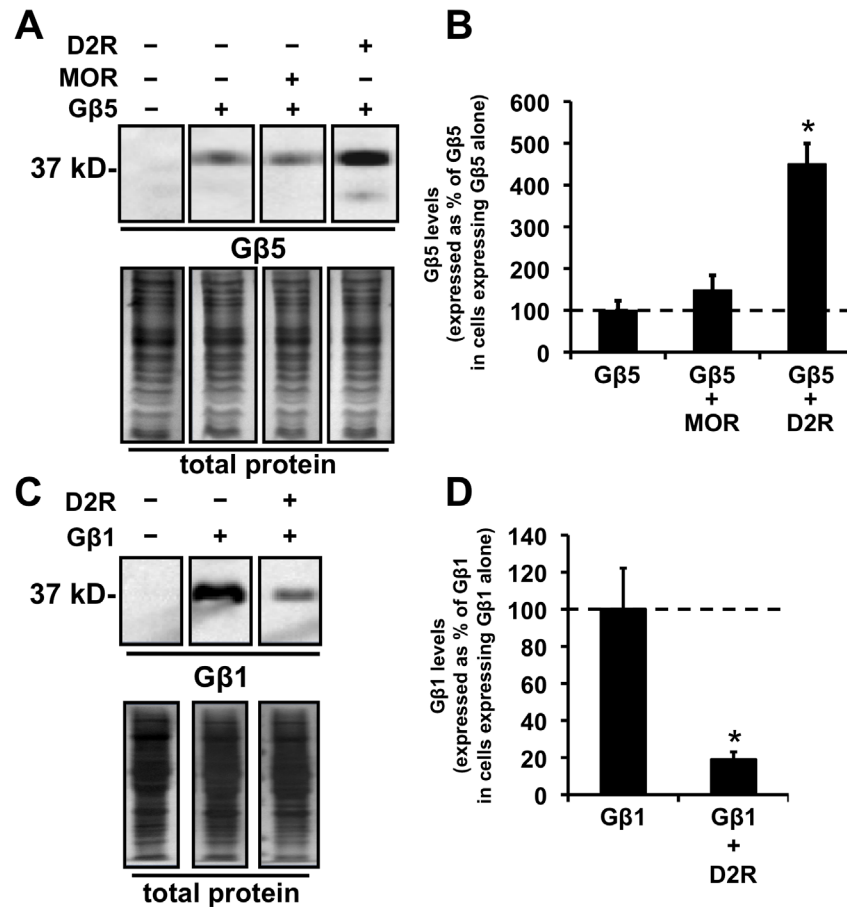 A
D2R – – – +
MOR – – + –
Gβ5 – + + +
37 kD-
Gβ5
total protein
B
Gβ5 levels
(expressed as % of Gβ5
in cells expressing Gβ5 alone)
600
500
400
300
200
100
0
*
Gβ5 Gβ5 Gβ5
+ +
MOR D2R
C
D2R – – +
Gβ1 – + +
37 kD-
Gβ1
total protein
D
Gβ1 levels
(expressed as % of Gβ1
in cells expressing Gβ1 alone)
140
120
100
80
60
40
20
0
*
Gβ1 Gβ1
+
D2R